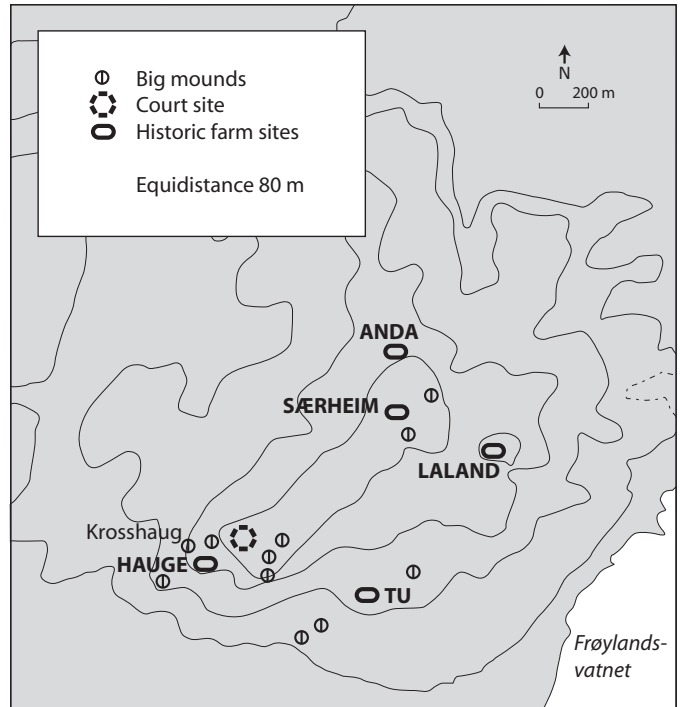 Big mounds
Court site
Historic farm sites
Equidistance 80 m
N
0 200 m
ANDA
SÆRHEIM
LALAND
Krosshaug
HAUGE
TU
Frøylands-
vatnet